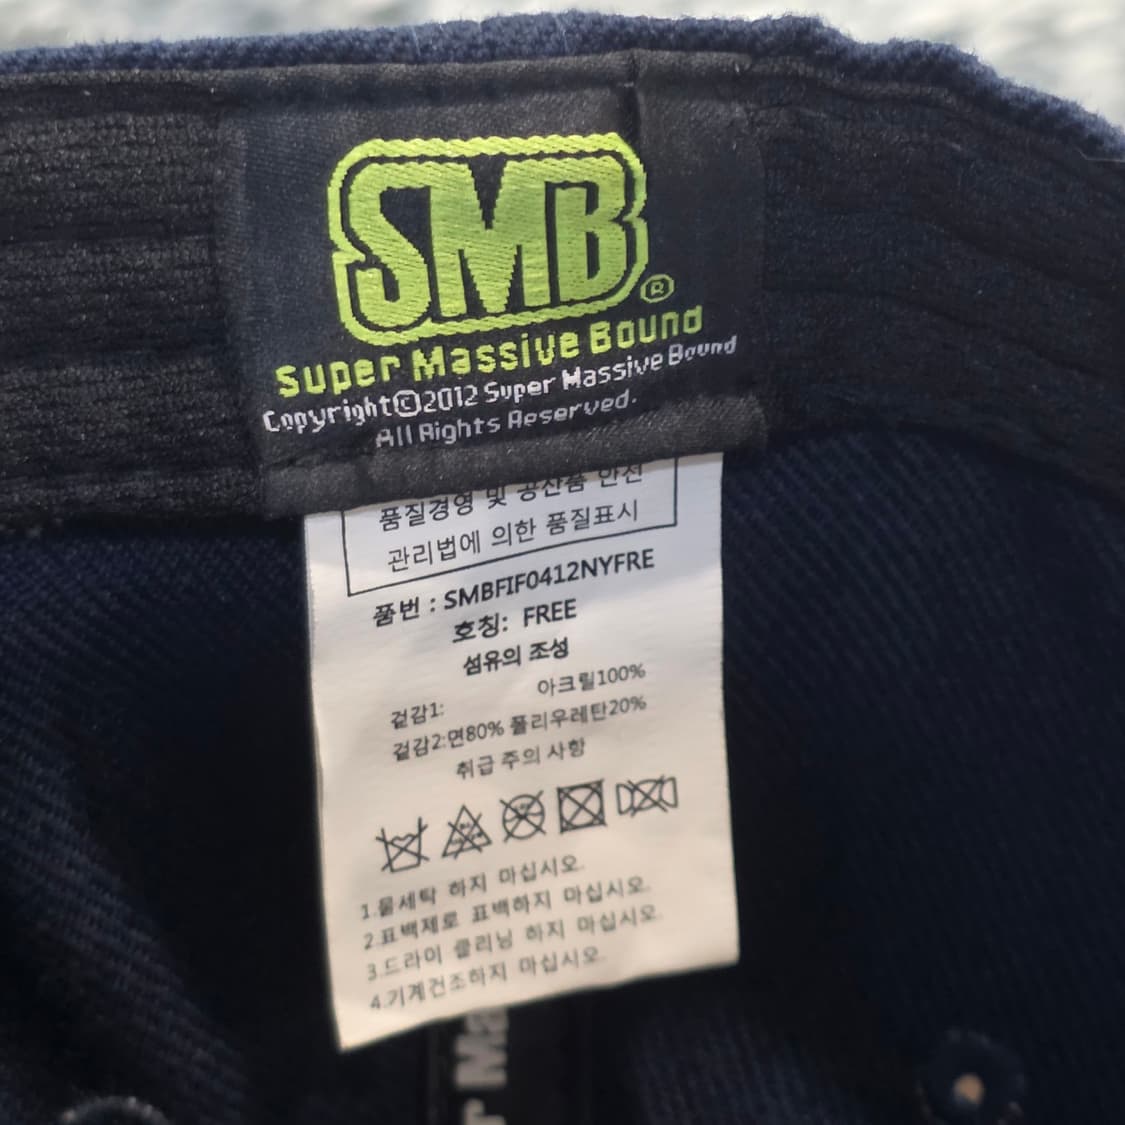 SMB®
Super Massive Bound
Copyright©2012 Super Massive Bound
All Rights Reserved.
품질경영 및 공산품 안전
관리법에 의한 품질표시
품번 : SMBFIF0412NYFRE
호칭: FREE
섬유의 조성
겉감1: 아크릴100%
겉감2:면80% 폴리우레탄20%
취급 주의 사항
1.물세탁 하지 마십시오.
2.표백제로 표백하지 마십시오.
3.드라이 클리닝 하지 마십시오.
4.기계건조하지 마십시오.